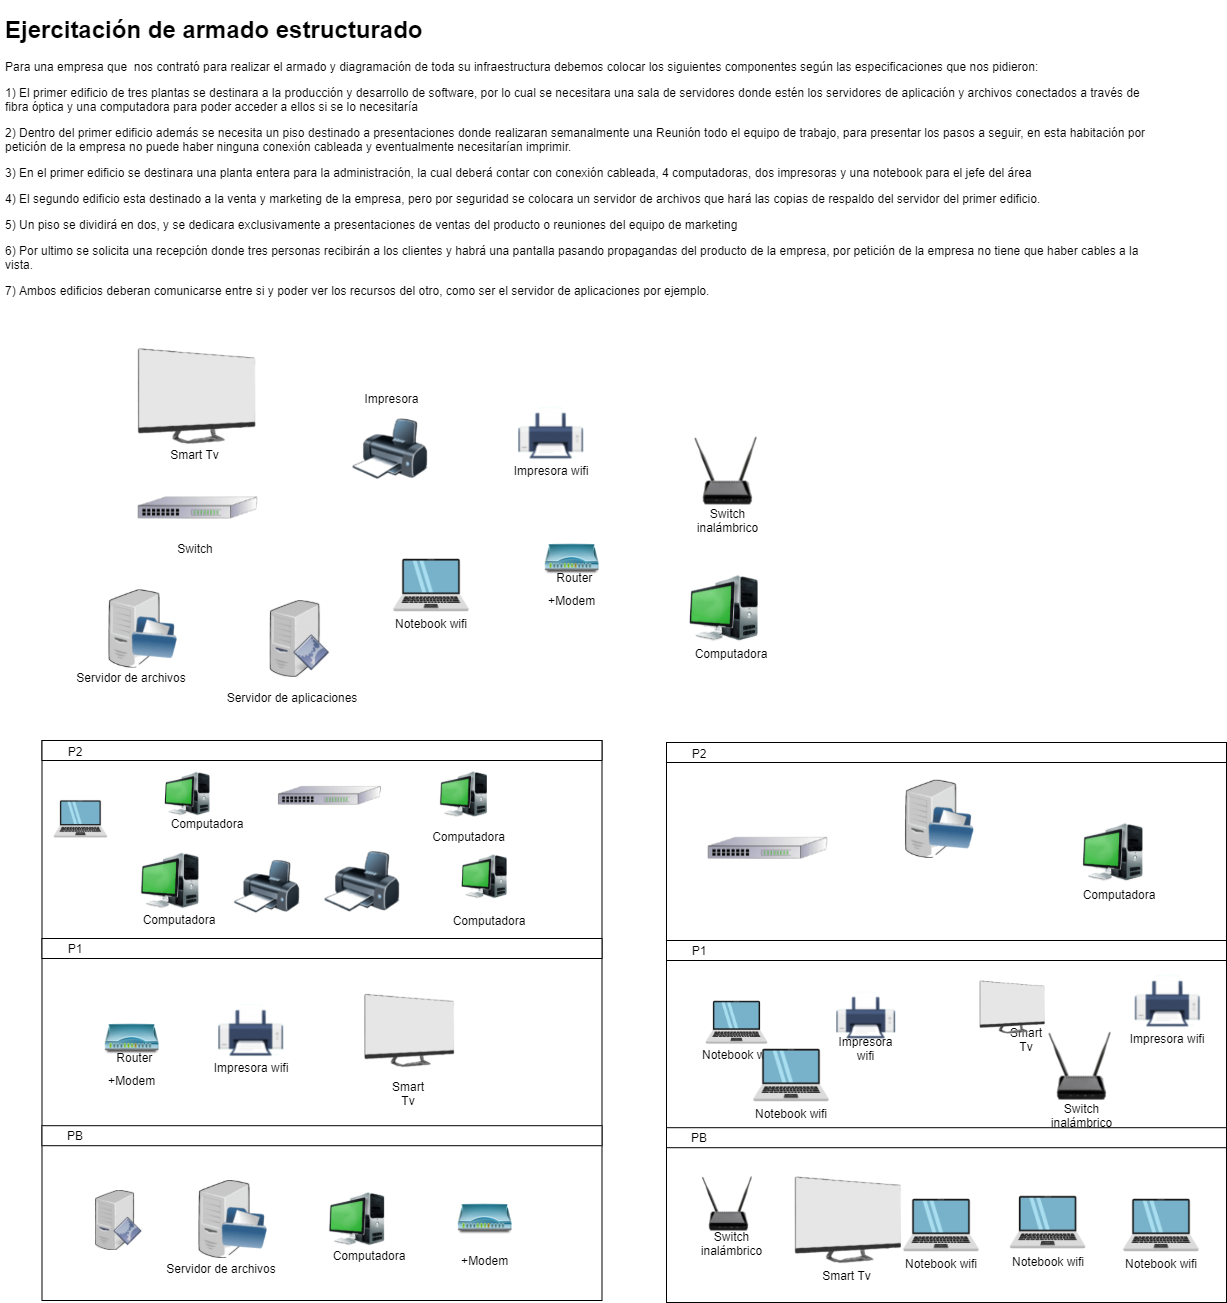 Ejercitación de armado estructurado
Para una empresa que  nos contrató para realizar el armado y diagramación de toda su infraestructura debemos colocar los siguientes componentes según las especificaciones que nos pidieron:
1) El primer edificio de tres plantas se destinara a la producción y desarrollo de software, por lo cual se necesitara una sala de servidores donde estén los servidores de aplicación y archivos conectados a través de
fibra óptica y una computadora para poder acceder a ellos si se lo necesitaría
2) Dentro del primer edificio además se necesita un piso destinado a presentaciones donde realizaran semanalmente una Reunión todo el equipo de trabajo, para presentar los pasos a seguir, en esta habitación por
petición de la empresa no puede haber ninguna conexión cableada y eventualmente necesitarían imprimir.
3) En el primer edificio se destinara una planta entera para la administración, la cual deberá contar con conexión cableada, 4 computadoras, dos impresoras y una notebook para el jefe del área
4) El segundo edificio esta destinado a la venta y marketing de la empresa, pero por seguridad se colocara un servidor de archivos que hará las copias de respaldo del servidor del primer edificio.
5) Un piso se dividirá en dos, y se dedicara exclusivamente a presentaciones de ventas del producto o reuniones del equipo de marketing
6) Por ultimo se solicita una recepción donde tres personas recibirán a los clientes y habrá una pantalla pasando propagandas del producto de la empresa, por petición de la empresa no tiene que haber cables a la
vista.
7) Ambos edificios deberan comunicarse entre si y poder ver los recursos del otro, como ser el servidor de aplicaciones por ejemplo.
Smart Tv
Impresora
Impresora wifi
Switch
inalámbrico
Switch
Notebook wifi
Router
+Modem
Computadora
Servidor de archivos
Servidor de aplicaciones
P2
Computadora
Computadora
Computadora
Computadora
P1
Router
+Modem
Impresora wifi
Smart
Tv
PB
Servidor de archivos
Computadora
+Modem
P2
Computadora
P1
Notebook w
Notebook wifi
Impresora
wifi
Smart
Tv
Switch
inalámbrico
Impresora wifi
PB
Switch
inalámbrico
Smart Tv
Notebook wifi
Notebook wifi
Notebook wifi